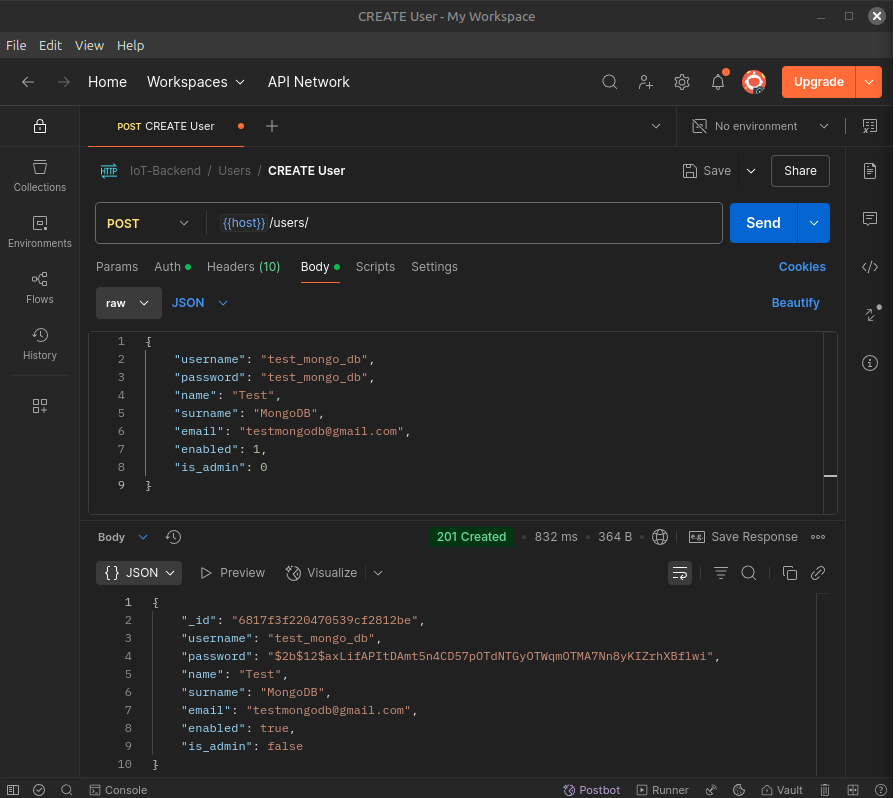 CREATE User - My Workspace
File Edit View Help
Home Workspaces API Network Upgrade
POST CREATE User No environment
HTTP IoT-Backend / Users / CREATE User Save Share
Collections
Environments
Flows
History
POST {{host}} /users/ Send
Params Auth Headers (10) Body Scripts Settings Cookies
raw JSON Beautify
1 {
2 "username": "test_mongo_db",
3 "password": "test_mongo_db",
4 "name": "Test",
5 "surname": "MongoDB",
6 "email": "testmongodb@gmail.com",
7 "enabled": 1,
8 "is_admin": 0
9 }
Body 201 Created 832 ms 364 B e.g. Save Response
{} JSON Preview Visualize
1 {
2 "_id": "6817f3f220470539cf2812be",
3 "username": "test_mongo_db",
4 "password": "$2b$12$axLifAPItDAmt5n4CD57pOTdNTGyOTWqmOTMA7Nn8yKIZrhXBflwi",
5 "name": "Test",
6 "surname": "MongoDB",
7 "email": "testmongodb@gmail.com",
8 "enabled": true,
9 "is_admin": false
10 }
Console Postbot Runner Vault